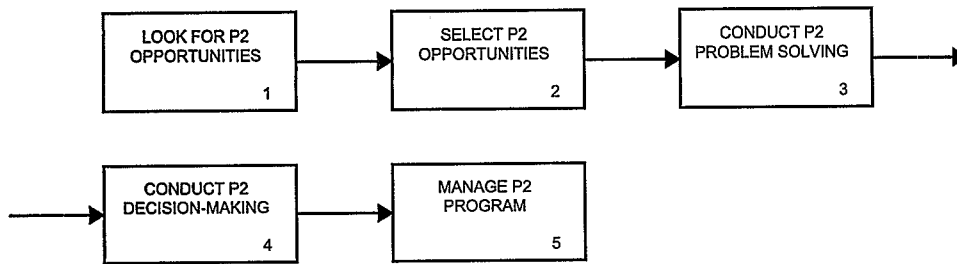 LOOK FOR P2
OPPORTUNITIES
1
SELECT P2
OPPORTUNITIES
2
CONDUCT P2
PROBLEM SOLVING
3
CONDUCT P2
DECISION-MAKING
4
MANAGE P2
PROGRAM
5